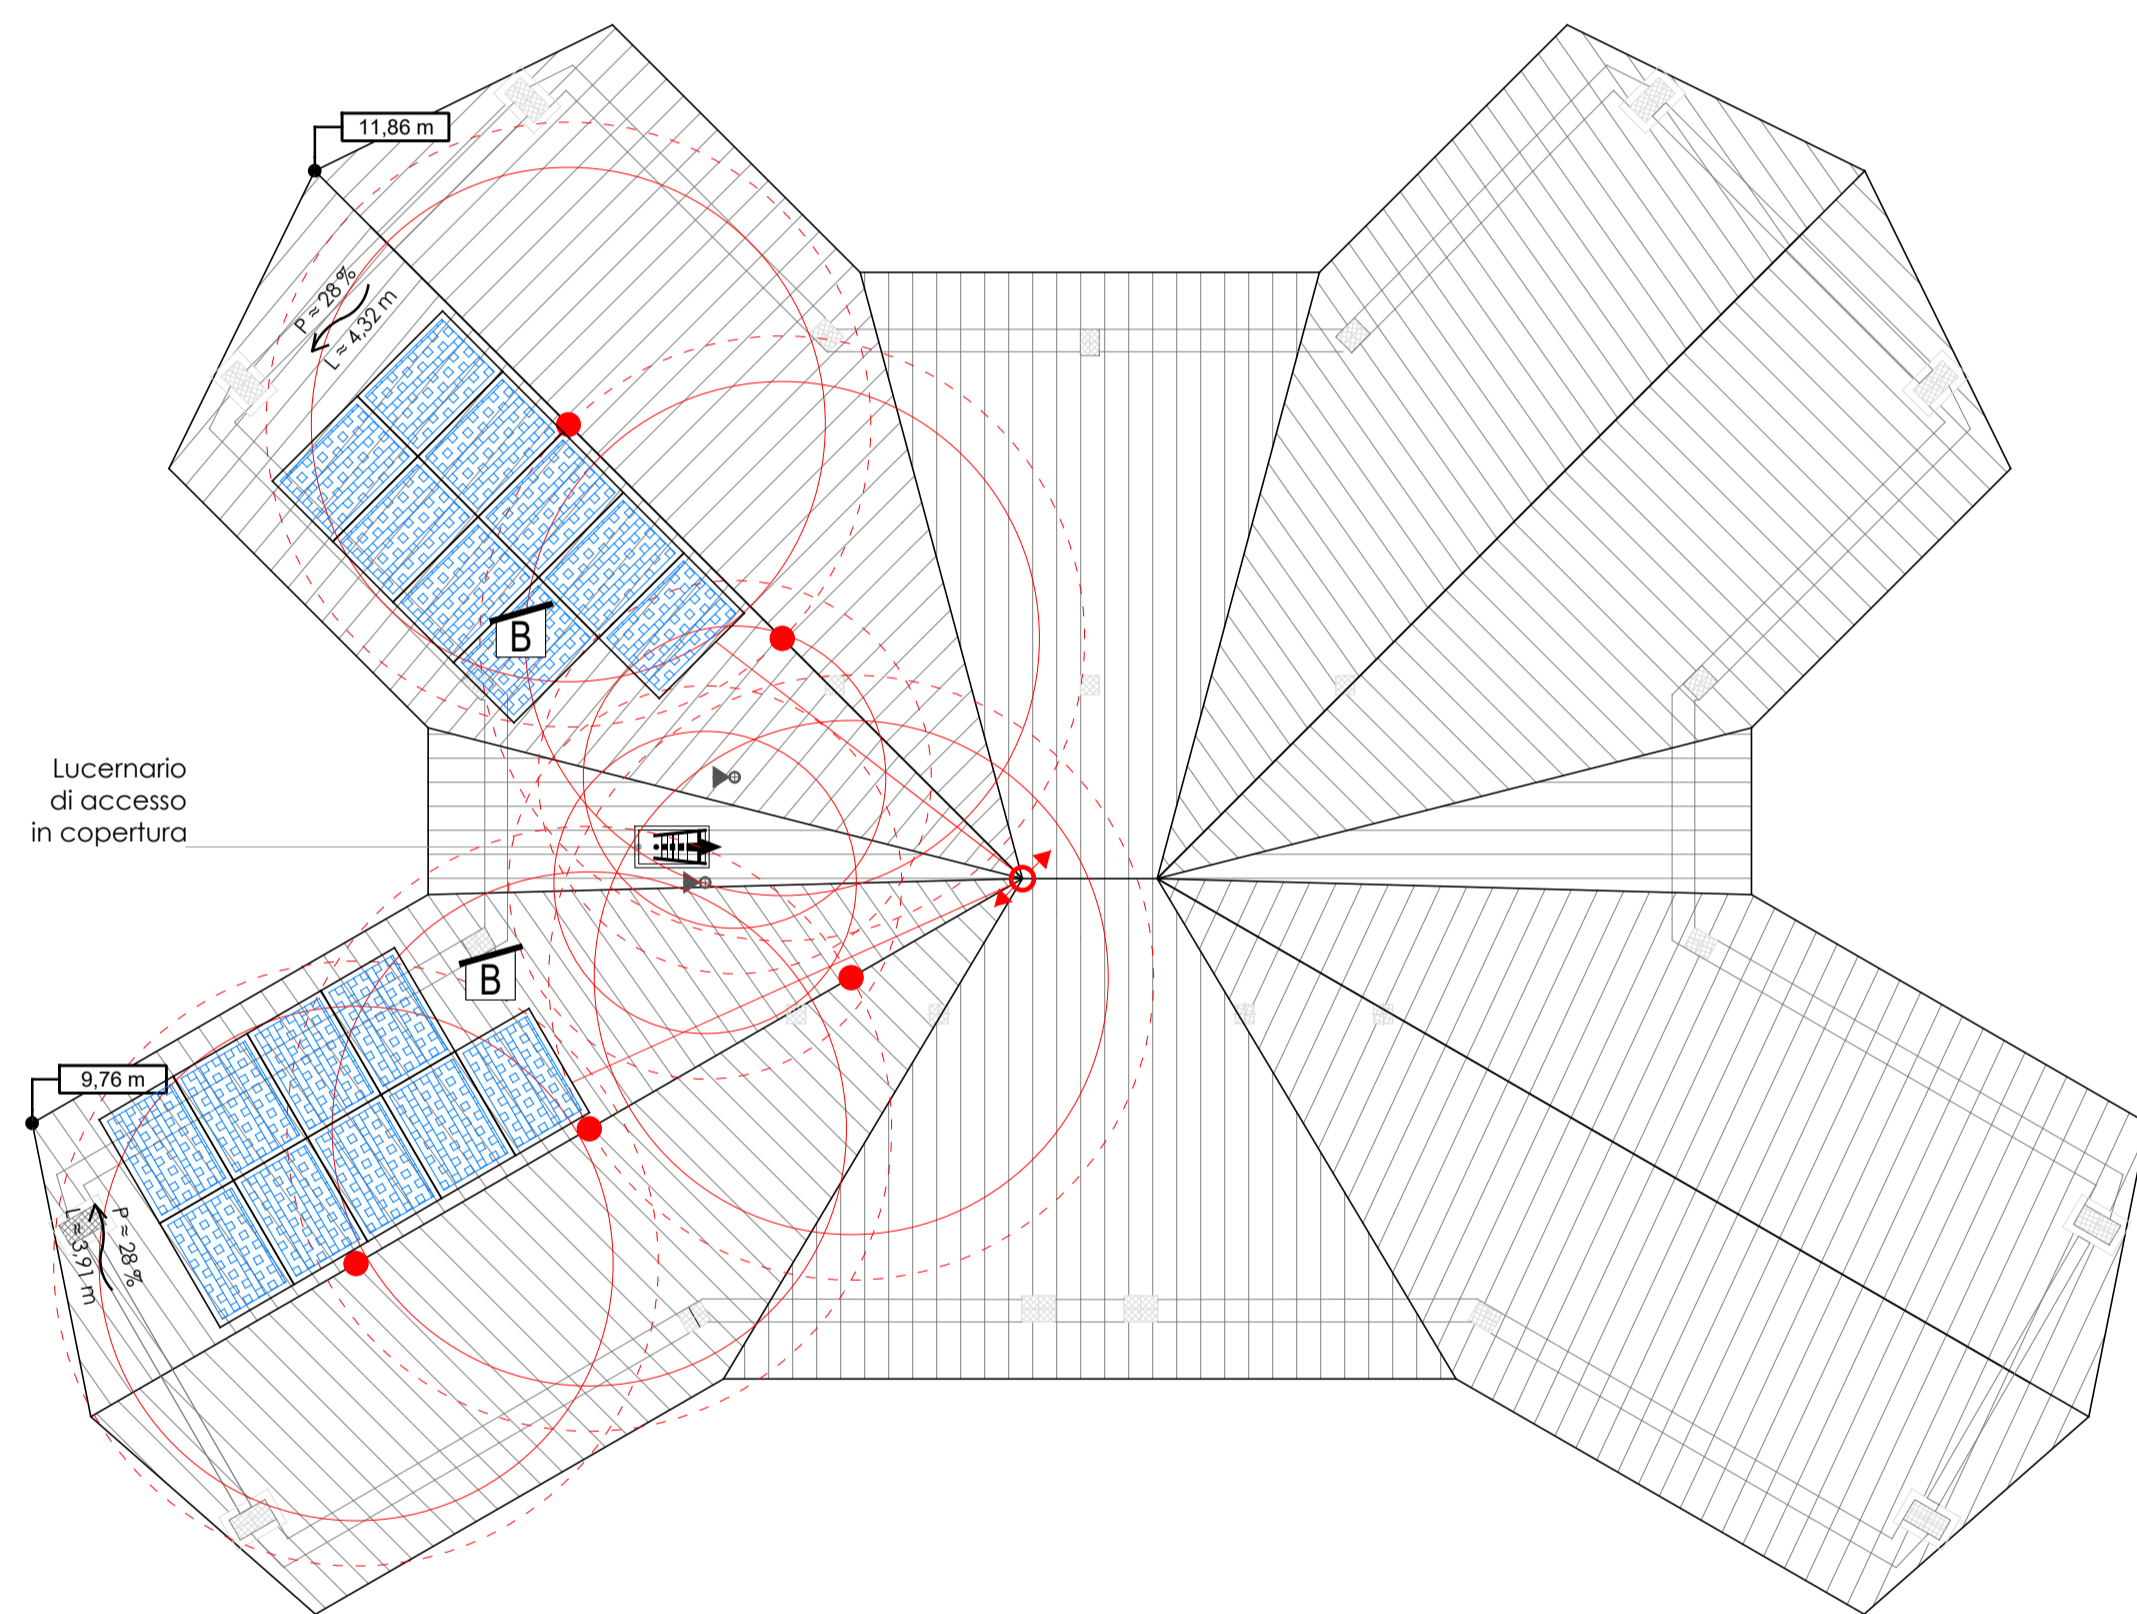 11,86 m
P ≈ 28 %
L ≈ 4,32 m
B
Lucernario
di accesso
in copertura
B
9,76 m
P ≈ 28 %
L ≈ 3,91 m